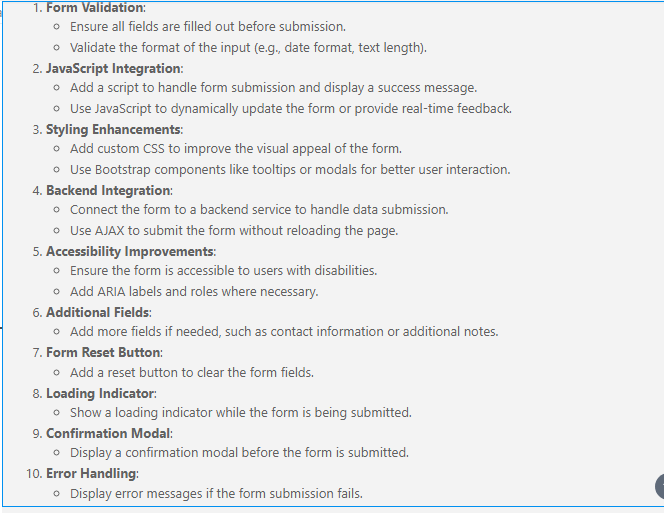 1. Form Validation:
○ Ensure all fields are filled out before submission.
○ Validate the format of the input (e.g., date format, text length).
2. JavaScript Integration:
○ Add a script to handle form submission and display a success message.
○ Use JavaScript to dynamically update the form or provide real-time feedback.
3. Styling Enhancements:
○ Add custom CSS to improve the visual appeal of the form.
○ Use Bootstrap components like tooltips or modals for better user interaction.
4. Backend Integration:
○ Connect the form to a backend service to handle data submission.
○ Use AJAX to submit the form without reloading the page.
5. Accessibility Improvements:
○ Ensure the form is accessible to users with disabilities.
○ Add ARIA labels and roles where necessary.
6. Additional Fields:
○ Add more fields if needed, such as contact information or additional notes.
7. Form Reset Button:
○ Add a reset button to clear the form fields.
8. Loading Indicator:
○ Show a loading indicator while the form is being submitted.
9. Confirmation Modal:
○ Display a confirmation modal before the form is submitted.
10. Error Handling:
○ Display error messages if the form submission fails.